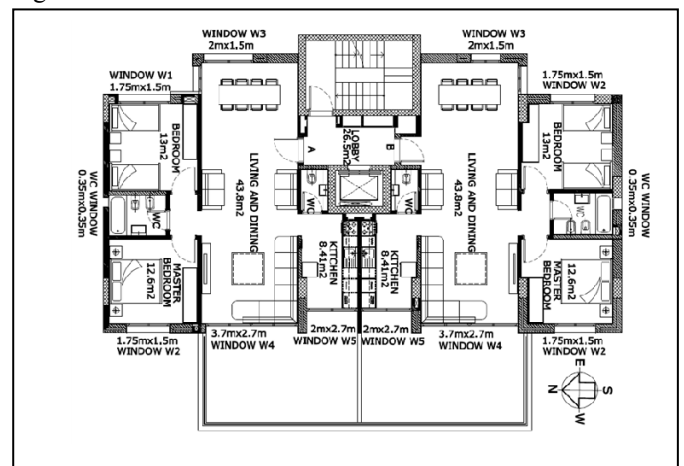 WINDOW W3
2mx1.5m
WINDOW W3
2mx1.5m
WINDOW W1
1.75mx1.5m
1.75mx1.5m
WINDOW W2
BEDROOM
13m2
LIVING AND DINING
43.8m2
LOBBY
26.5m2
A
B
LIVING AND DINING
43.8m2
BEDROOM
13m2
WC WINDOW
0.35mx0.35m
WC
WC
WC
WC
WC WINDOW
0.35mx0.35m
MASTER
BEDROOM
12.6m2
KITCHEN
8.41m2
KITCHEN
8.41m2
MASTER
BEDROOM
12.6m2
1.75mx1.5m
WINDOW W2
3.7mx2.7m
WINDOW W4
2mx2.7m
WINDOW W5
2mx2.7m
WINDOW W5
3.7mx2.7m
WINDOW W4
1.75mx1.5m
WINDOW W2
E
N
S
W